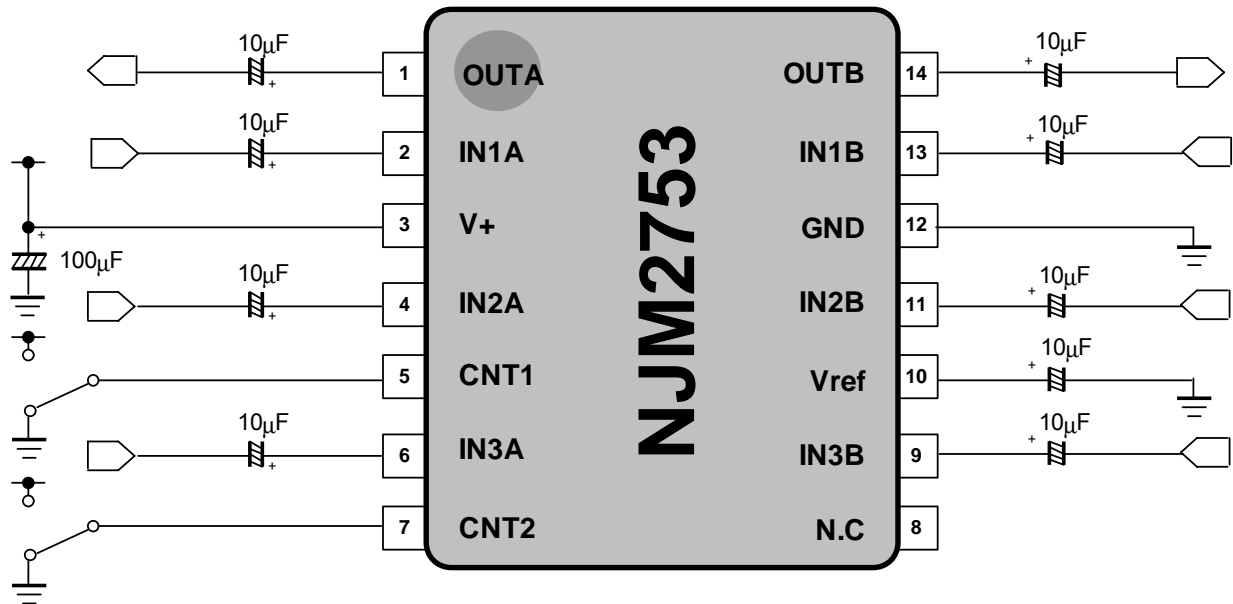 10µF
1
OUTA
10µF
2
IN1A
3
V+
100µF
10µF
4
IN2A
5
CNT1
10µF
6
IN3A
7
CNT2
NJM2753
OUTB
14
10µF
IN1B
13
10µF
GND
12
IN2B
11
10µF
Vref
10
10µF
IN3B
9
10µF
N.C
8
+
+
+
+
+
+
+
+
+
+